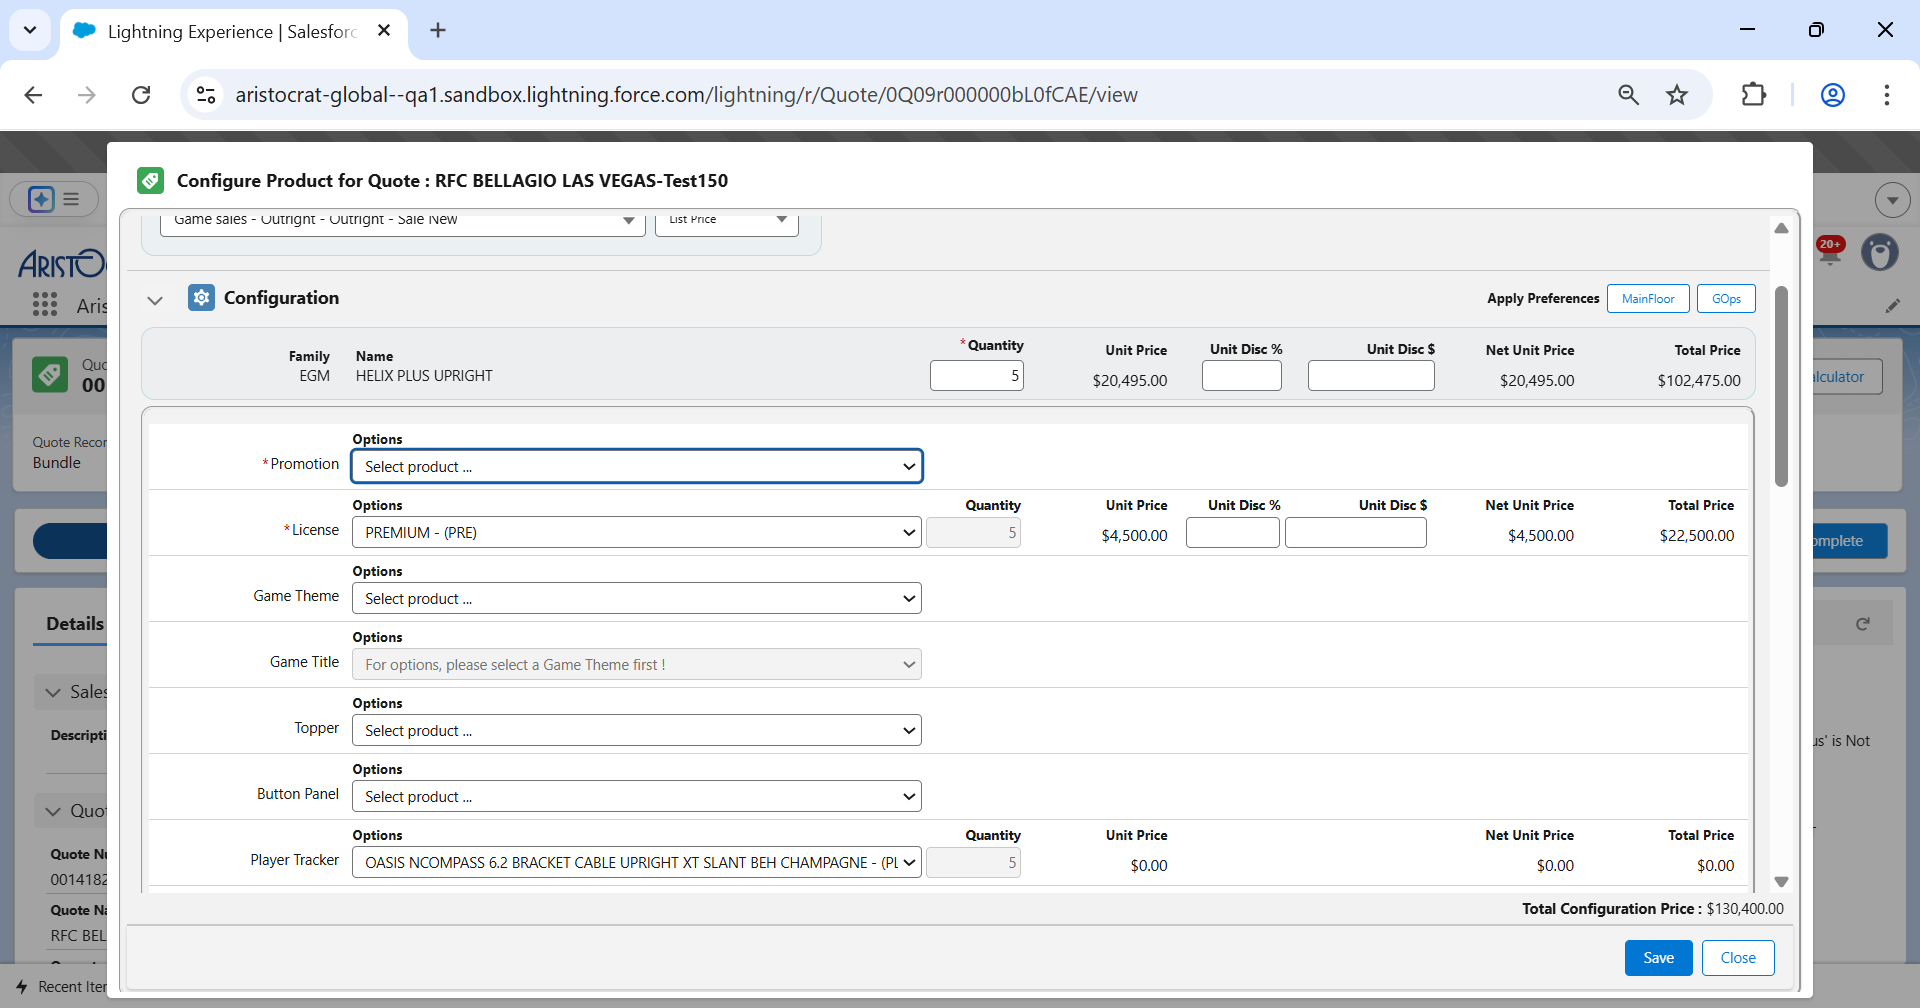 Lightning Experience | Salesforc
aristocrat-global--qa1.sandbox.lightning.force.com/lightning/r/Quote/0Q09r000000bL0fCAE/view
Configure Product for Quote : RFC BELLAGIO LAS VEGAS-Test150
Game sales - Outright - Outright - Sale New
List Price
20+
ARISTOC
Aris
Configuration
Apply Preferences
MainFloor
GOps
Family
EGM
Name
HELIX PLUS UPRIGHT
*Quantity
5
Unit Price
$20,495.00
Unit Disc %
Unit Disc $
Net Unit Price
$20,495.00
Total Price
$102,475.00
Quo
00
alculator
Quote Recor
Bundle
Options
*Promotion
Select product ...
Options
Quantity
Unit Price
Unit Disc %
Unit Disc $
Net Unit Price
Total Price
*License
PREMIUM - (PRE)
5
$4,500.00
$4,500.00
$22,500.00
omplete
Options
Game Theme
Select product ...
Details
Options
Game Title
For options, please select a Game Theme first !
Sales
Options
Topper
Select product ...
Descripti
us' is Not
Options
Button Panel
Select product ...
Quot
Options
Quantity
Unit Price
Net Unit Price
Total Price
Player Tracker
OASIS NCOMPASS 6.2 BRACKET CABLE UPRIGHT XT SLANT BEH CHAMPAGNE - (PL
5
$0.00
$0.00
$0.00
Quote Nu
0014182
Quote Na
RFC BEL
Total Configuration Price : $130,400.00
Save
Close
Recent Iter